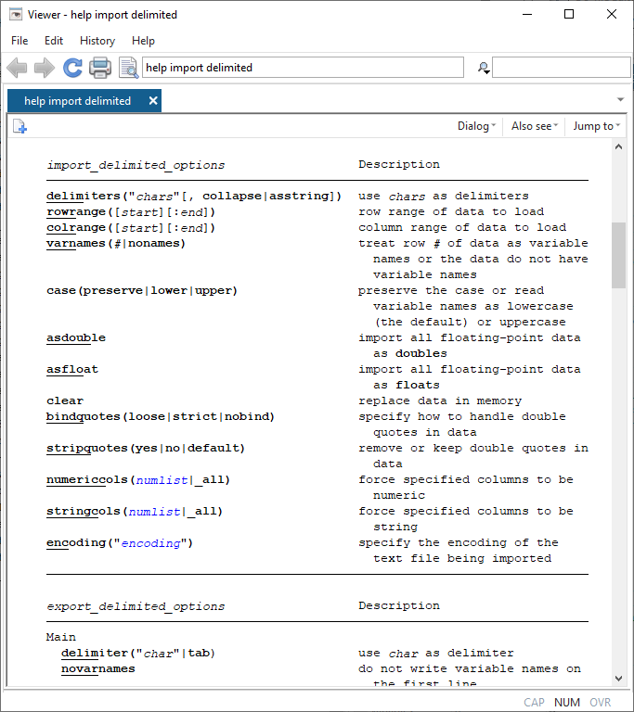 Viewer - help import delimited
File Edit History Help
help import delimited
help import delimited
Dialog Also see Jump to
import_delimited_options Description
delimiters("chars"[, collapse|asstring]) use chars as delimiters
rowrange([start][:end]) row range of data to load
colrange([start][:end]) column range of data to load
varnames(#|nonames) treat row # of data as variable
names or the data do not have
variable names
case(preserve|lower|upper) preserve the case or read
variable names as lowercase
(the default) or uppercase
asdouble import all floating-point data
as doubles
asfloat import all floating-point data
as floats
clear replace data in memory
bindquotes(loose|strict|nobind) specify how to handle double
quotes in data
stripquotes(yes|no|default) remove or keep double quotes in
data
numericcols(numlist|_all) force specified columns to be
numeric
stringcols(numlist|_all) force specified columns to be
string
encoding("encoding") specify the encoding of the
text file being imported
export_delimited_options Description
Main
delimiter("char"|tab) use char as delimiter
novarnames do not write variable names on
the first line
CAP NUM OVR